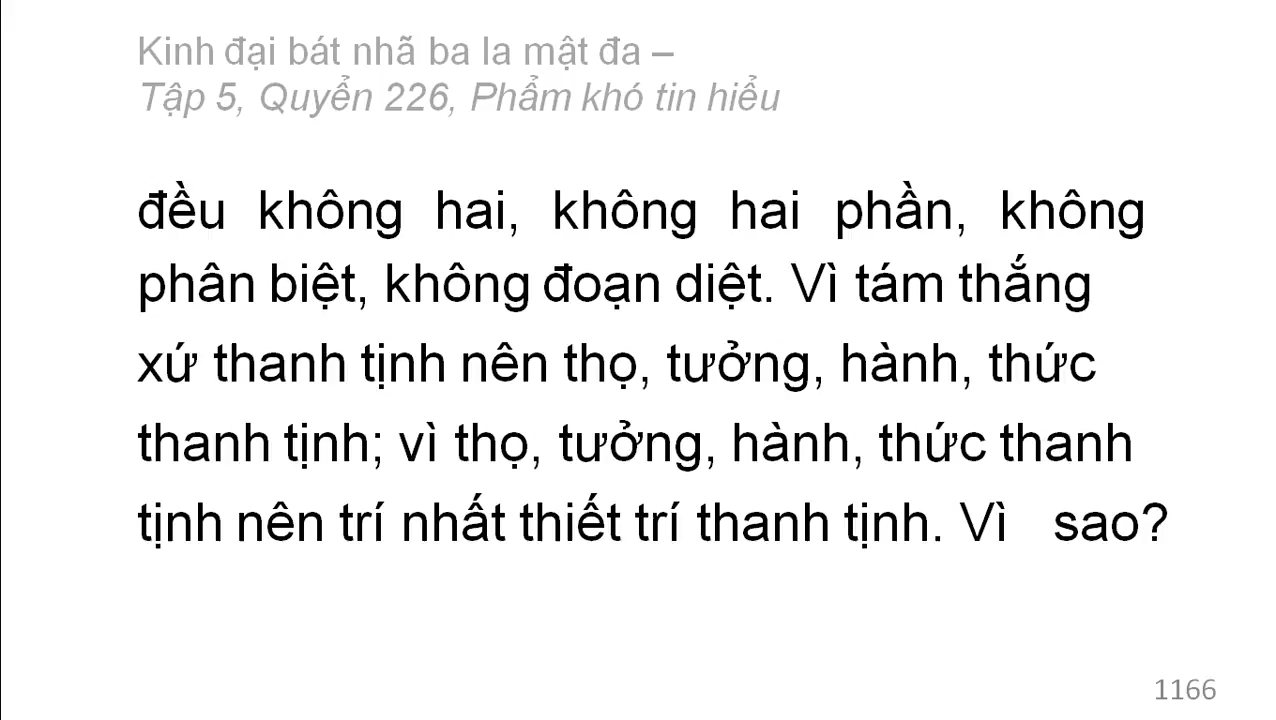 Kinh đại bát nhã ba la mật đa –
Tập 5, Quyển 226, Phẩm khó tin hiểu
đều không hai, không hai phần, không
phân biệt, không đoạn diệt. Vì tám thắng
xứ thanh tịnh nên thọ, tưởng, hành, thức
thanh tịnh; vì thọ, tưởng, hành, thức thanh
tịnh nên trí nhất thiết trí thanh tịnh. Vì sao?
1166